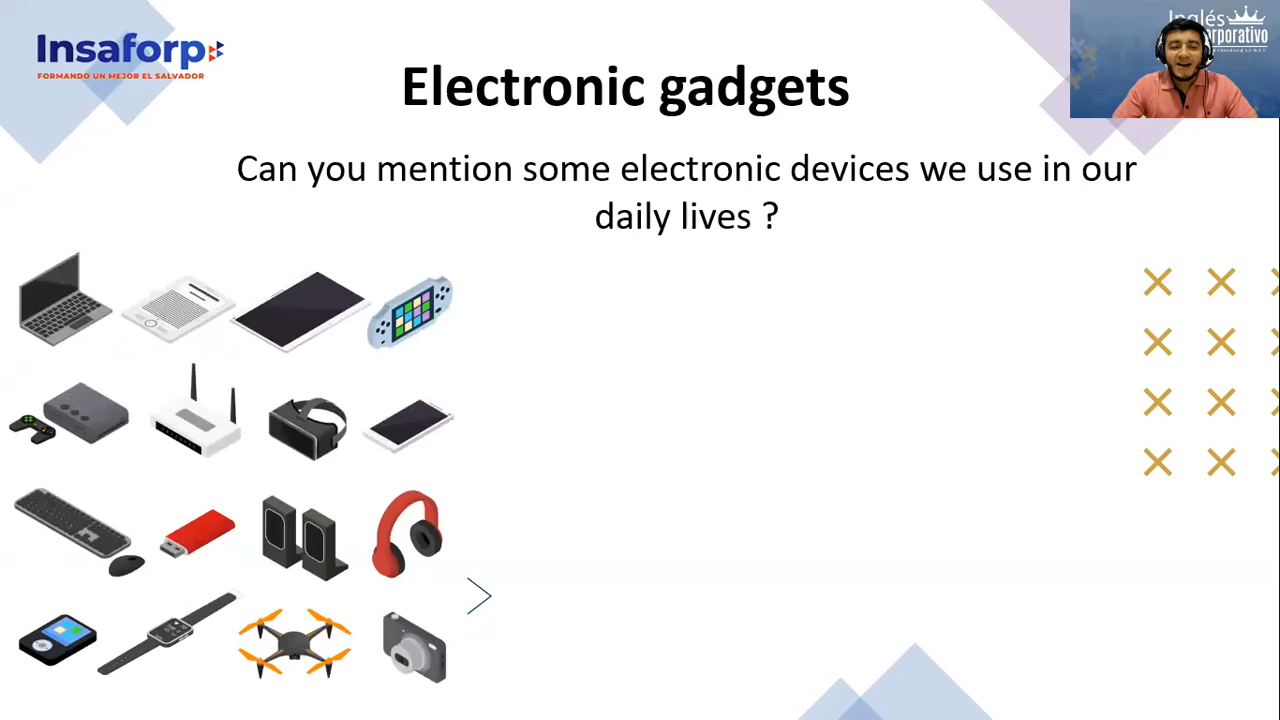 Insaforp
FORMANDO UN MEJOR EL SALVADOR
Inglés
Electronic gadgets
Can you mention some electronic devices we use in our
daily lives ?